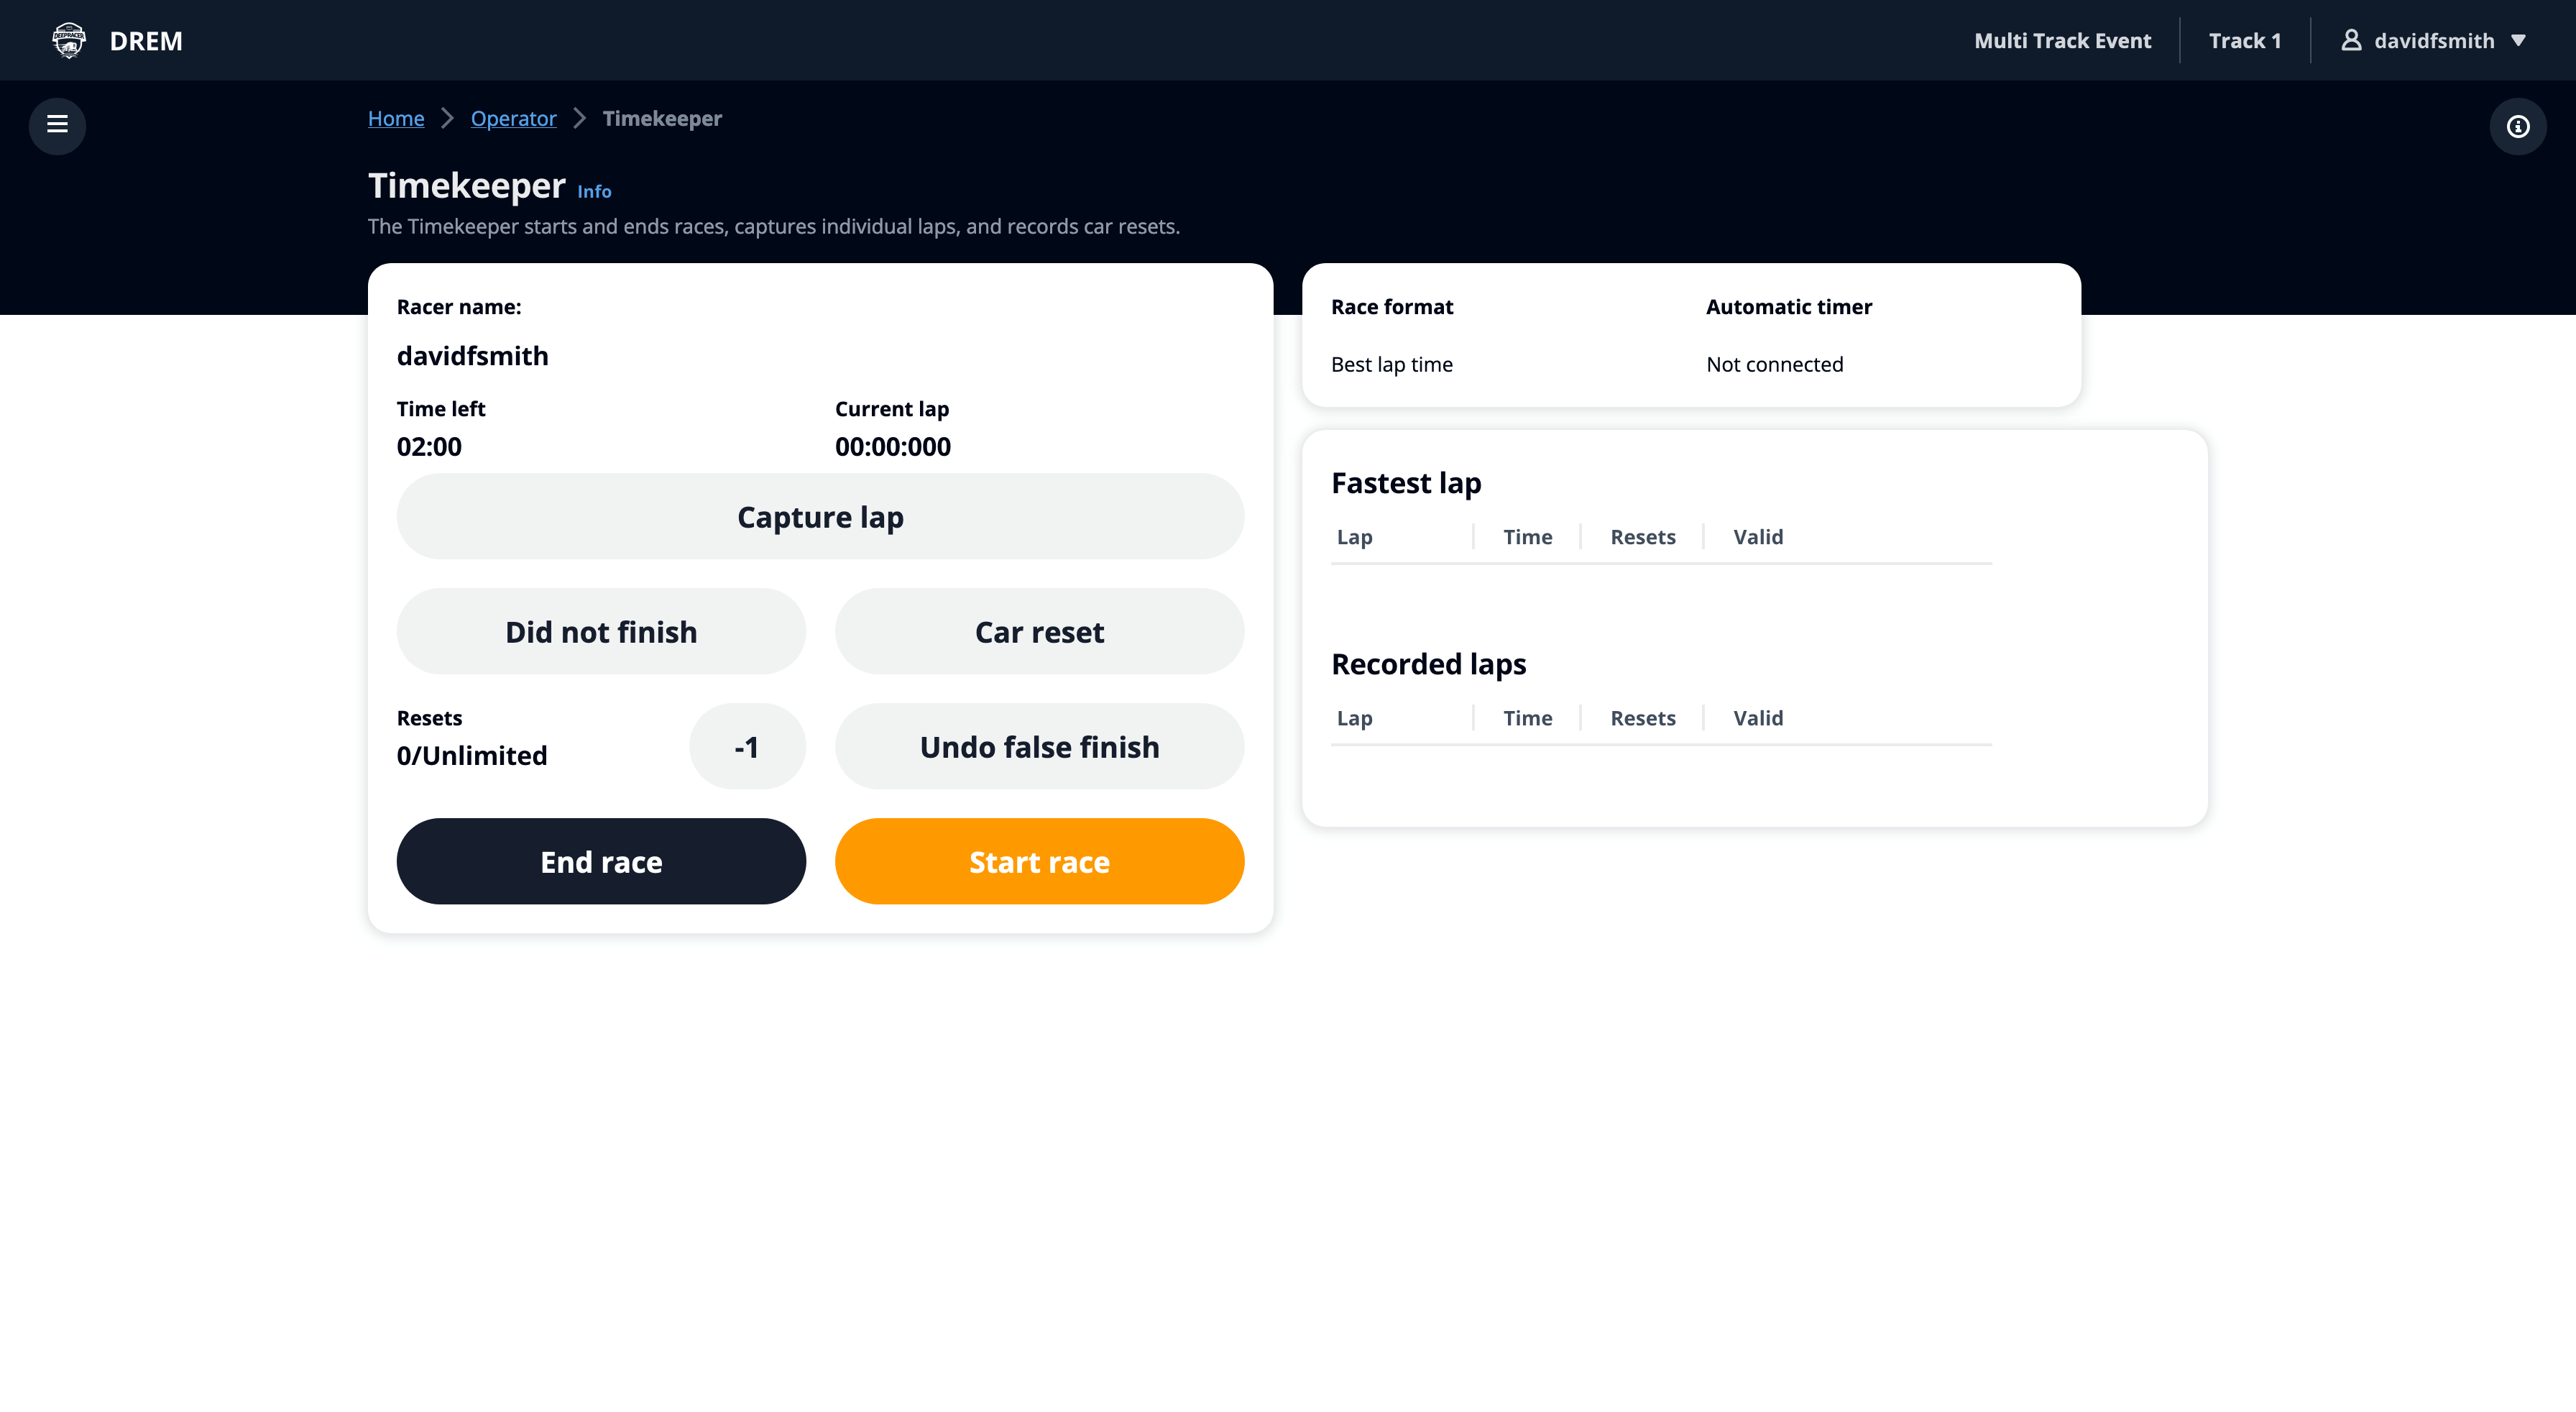 DREM
Multi Track Event
Track 1
davidfsmith
Home
Operator
Timekeeper
Timekeeper Info
The Timekeeper starts and ends races, captures individual laps, and records car resets.
Racer name:
davidfsmith
Time left
02:00
Current lap
00:00:000
Capture lap
Did not finish
Car reset
Resets
0/Unlimited
-1
Undo false finish
End race
Start race
Race format
Best lap time
Automatic timer
Not connected
Fastest lap
Lap Time Resets Valid
Recorded laps
Lap Time Resets Valid